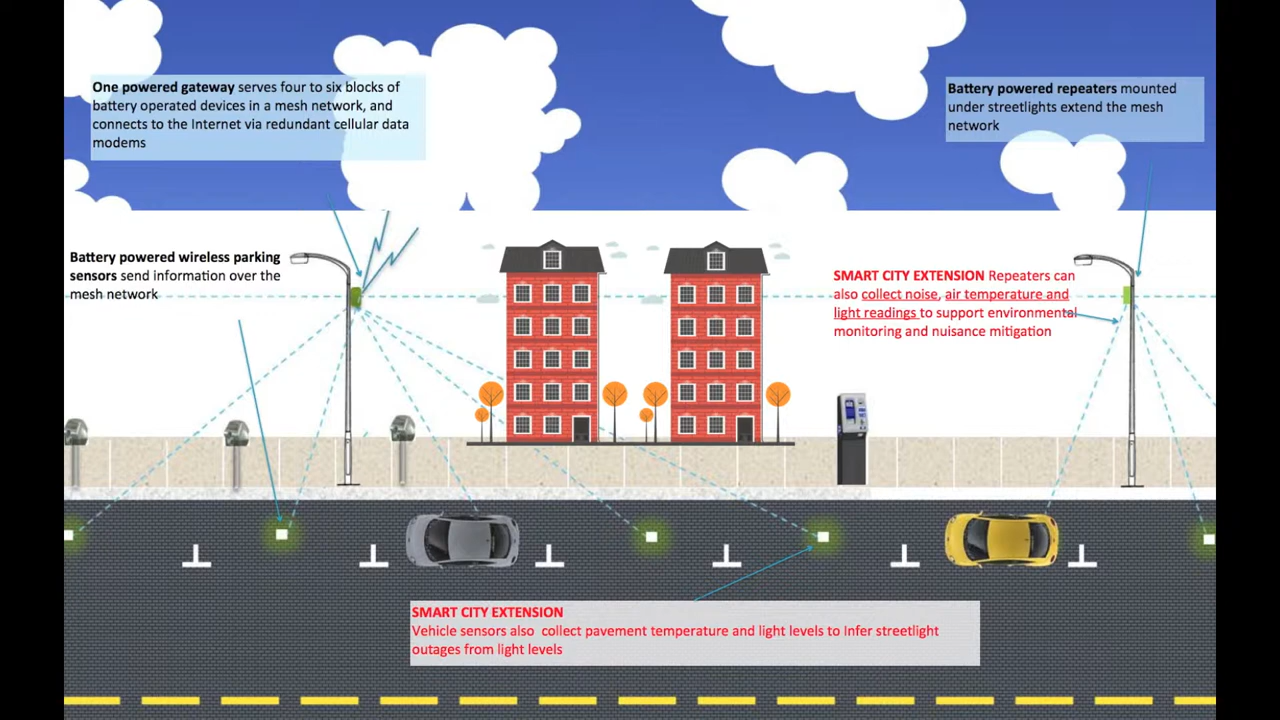 One powered gateway serves four to six blocks of
battery operated devices in a mesh network, and
connects to the Internet via redundant cellular data
modems
Battery powered repeaters mounted
under streetlights extend the mesh
network
Battery powered wireless parking
sensors send information over the
mesh network
SMART CITY EXTENSION Repeaters can
also collect noise, air temperature and
light readings to support environmental
monitoring and nuisance mitigation
SMART CITY EXTENSION
Vehicle sensors also collect pavement temperature and light levels to Infer streetlight
outages from light levels